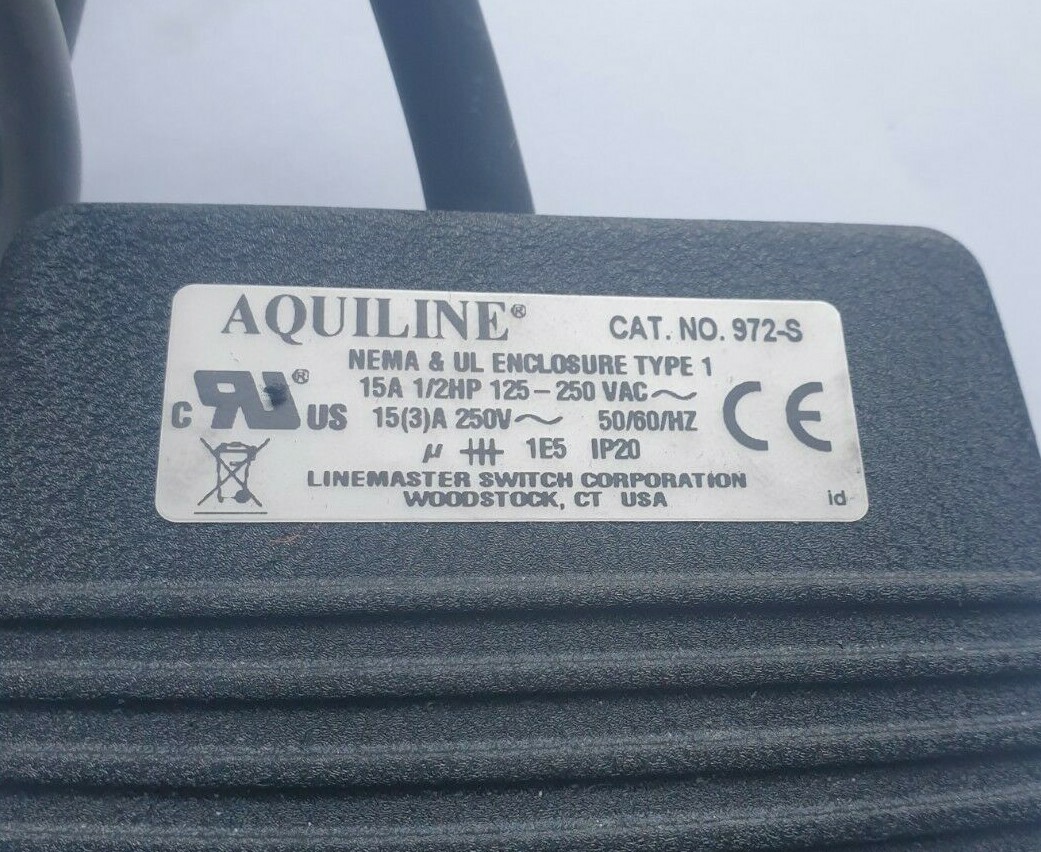 AQUILINE® CAT. NO. 972-S
NEMA & UL ENCLOSURE TYPE 1
15A 1/2HP 125-250 VAC~
C RU® US 15(3)A 250V~ 50/60/HZ CE
µ 1E5 IP20
LINEMASTER SWITCH CORPORATION
WOODSTOCK, CT USA
id